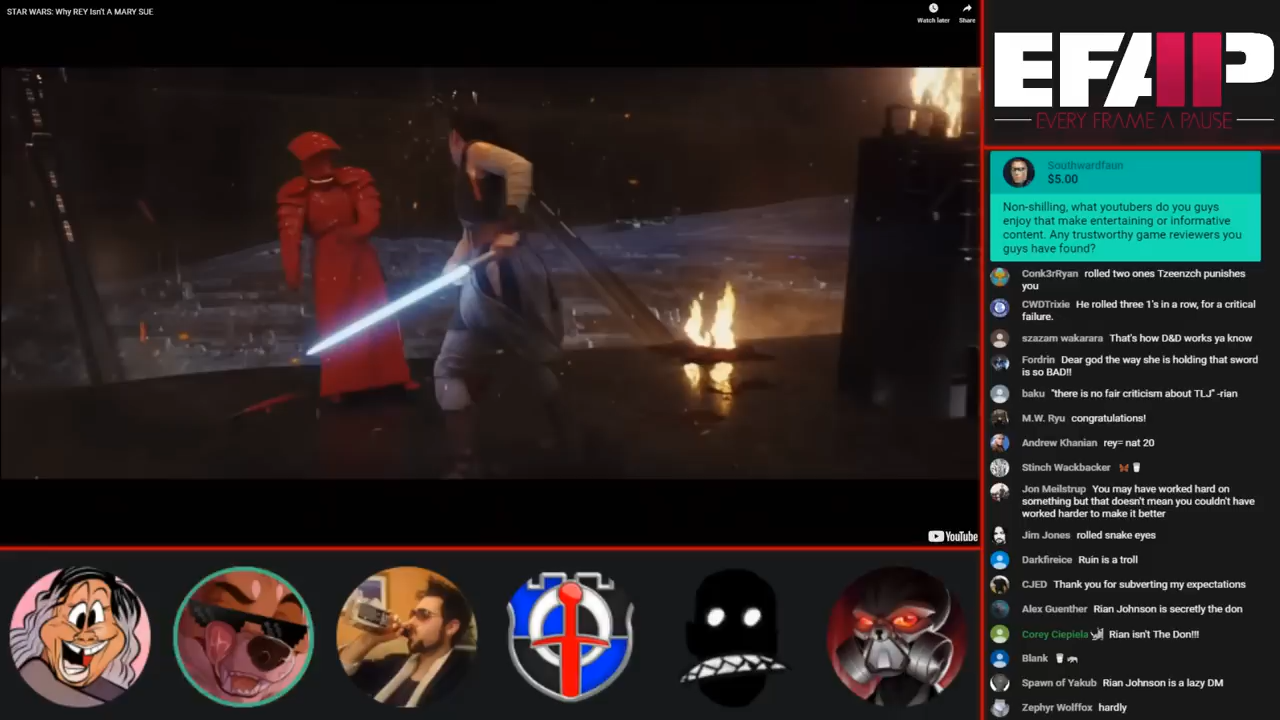 STAR WARS: Why REY Isn't A MARY SUE
Watch later
Share
EFAP
EVERY FRAME A PAUSE
Southwardfaun
$5.00
Non-shilling, what youtubers do you guys
enjoy that make entertaining or informative
content. Any trustworthy game reviewers you
guys have found?
Conk3rRyan rolled two ones Tzeenzch punishes
you
CWDTrixie He rolled three 1's in a row, for a critical
failure.
szazam wakarara That's how D&D works ya know
Fordrin Dear god the way she is holding that sword
is so BAD!!
baku "there is no fair criticism about TLJ" -rian
M.W. Ryu congratulations!
Andrew Khanian rey= nat 20
Stinch Wackbacker
Jon Meilstrup You may have worked hard on
something but that doesn't mean you couldn't have
worked harder to make it better
Jim Jones rolled snake eyes
Darkfireice Ruin is a troll
CJED Thank you for subverting my expectations
Alex Guenther Rian Johnson is secretly the don
Corey Ciepiela Rian isn't The Don!!!
Blank
Spawn of Yakub Rian Johnson is a lazy DM
Zephyr Wolffox hardly
YouTube